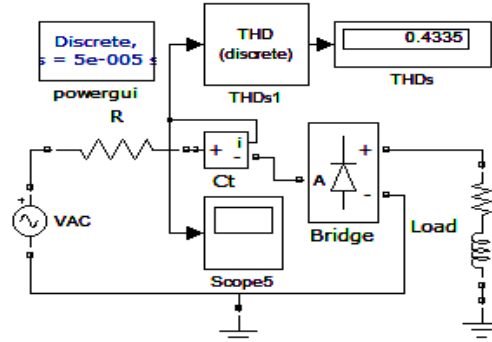 Discrete,
s = 5e-005 s
powergui
THD
(discrete)
THDs1
0.4335
THDs
R
+
i
-
Ct
+
VAC
A
+
-
Bridge
Load
Scope5